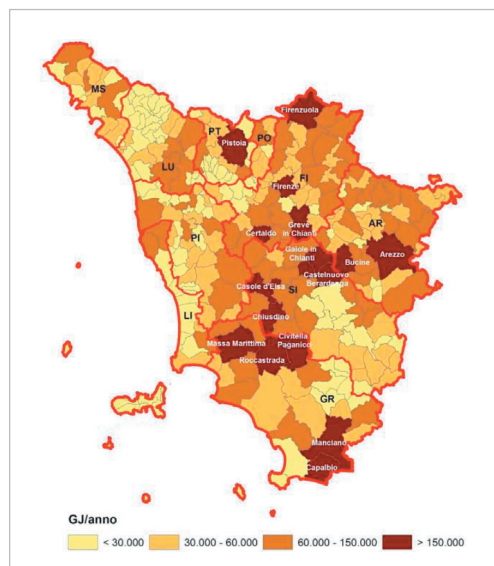 MS
Firenzuola
PT
PO
Pistoia
LU
FI
Firenze
AR
Greve
in Chianti
Certaldo
PI
Gaiole in
Chianti
Bucine
Arezzo
Castelnuovo
Berardenga
Casole d'Elsa
SI
LI
Chiusdino
Massa Marittima
Civitella
Paganico
Roccastrada
GR
Manciano
Capalbio
GJ/anno
< 30.000 30.000 - 60.000 60.000 - 150.000 > 150.000